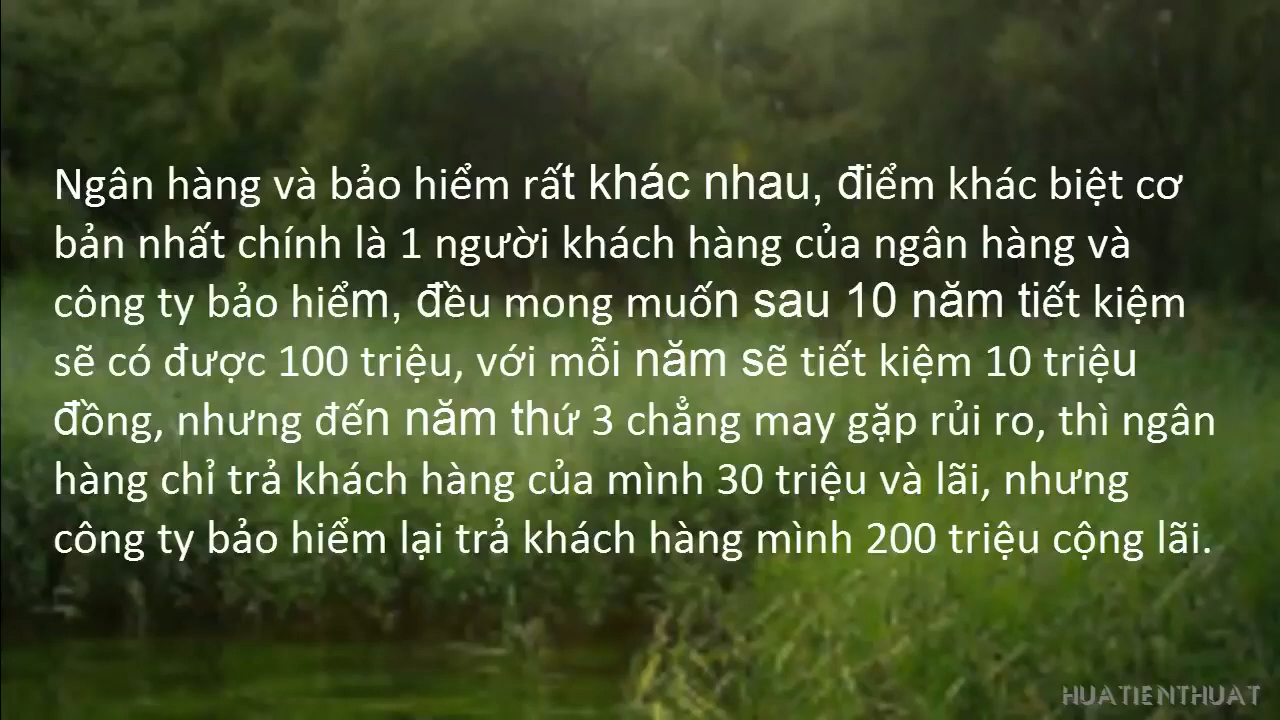 Ngân hàng và bảo hiểm rất khác nhau, điểm khác biệt cơ
bản nhất chính là 1 người khách hàng của ngân hàng và
công ty bảo hiểm, đều mong muốn sau 10 năm tiết kiệm
sẽ có được 100 triệu, với mỗi năm sẽ tiết kiệm 10 triệu
đồng, nhưng đến năm thứ 3 chẳng may gặp rủi ro, thì ngân
hàng chỉ trả khách hàng của mình 30 triệu và lãi, nhưng
công ty bảo hiểm lại trả khách hàng mình 200 triệu cộng lãi.
HUATIENTHUAT